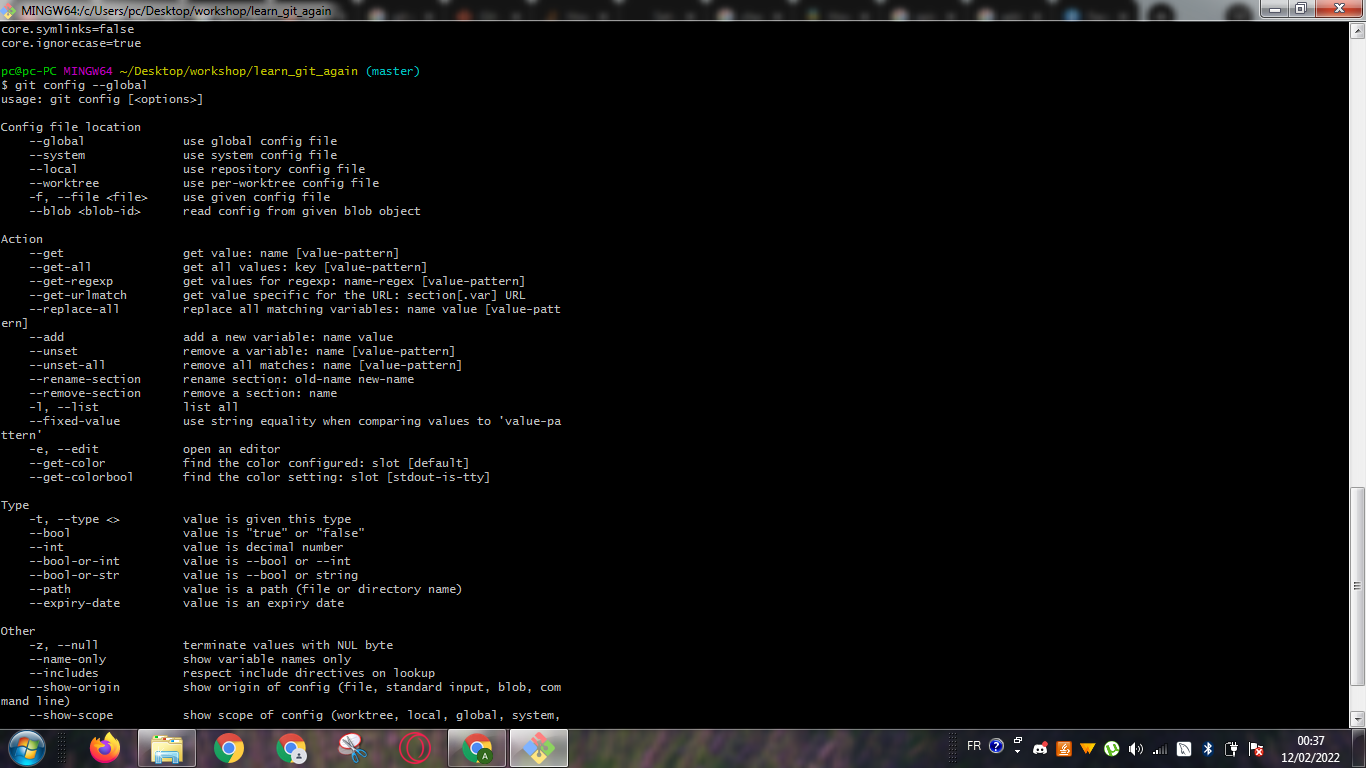 MINGW64:/c/Users/pc/Desktop/workshop/learn_git_again
core.symlinks=false
core.ignorecase=true
pc@pc-PC MINGW64 ~/Desktop/workshop/learn_git_again (master)
$ git config --global
usage: git config [<options>]
Config file location
--global use global config file
--system use system config file
--local use repository config file
--worktree use per-worktree config file
-f, --file <file> use given config file
--blob <blob-id> read config from given blob object
Action
--get get value: name [value-pattern]
--get-all get all values: key [value-pattern]
--get-regexp get values for regexp: name-regex [value-pattern]
--get-urlmatch get value specific for the URL: section[.var] URL
--replace-all replace all matching variables: name value [value-patt
ern]
--add add a new variable: name value
--unset remove a variable: name [value-pattern]
--unset-all remove all matches: name [value-pattern]
--rename-section rename section: old-name new-name
--remove-section remove a section: name
-l, --list list all
--fixed-value use string equality when comparing values to 'value-pa
ttern'
-e, --edit open an editor
--get-color find the color configured: slot [default]
--get-colorbool find the color setting: slot [stdout-is-tty]
Type
-t, --type <> value is given this type
--bool value is "true" or "false"
--int value is decimal number
--bool-or-int value is --bool or --int
--bool-or-str value is --bool or string
--path value is a path (file or directory name)
--expiry-date value is an expiry date
Other
-z, --null terminate values with NUL byte
--name-only show variable names only
--includes respect include directives on lookup
--show-origin show origin of config (file, standard input, blob, com
mand line)
--show-scope show scope of config (worktree, local, global, system,
A
FR
00:37
12/02/2022